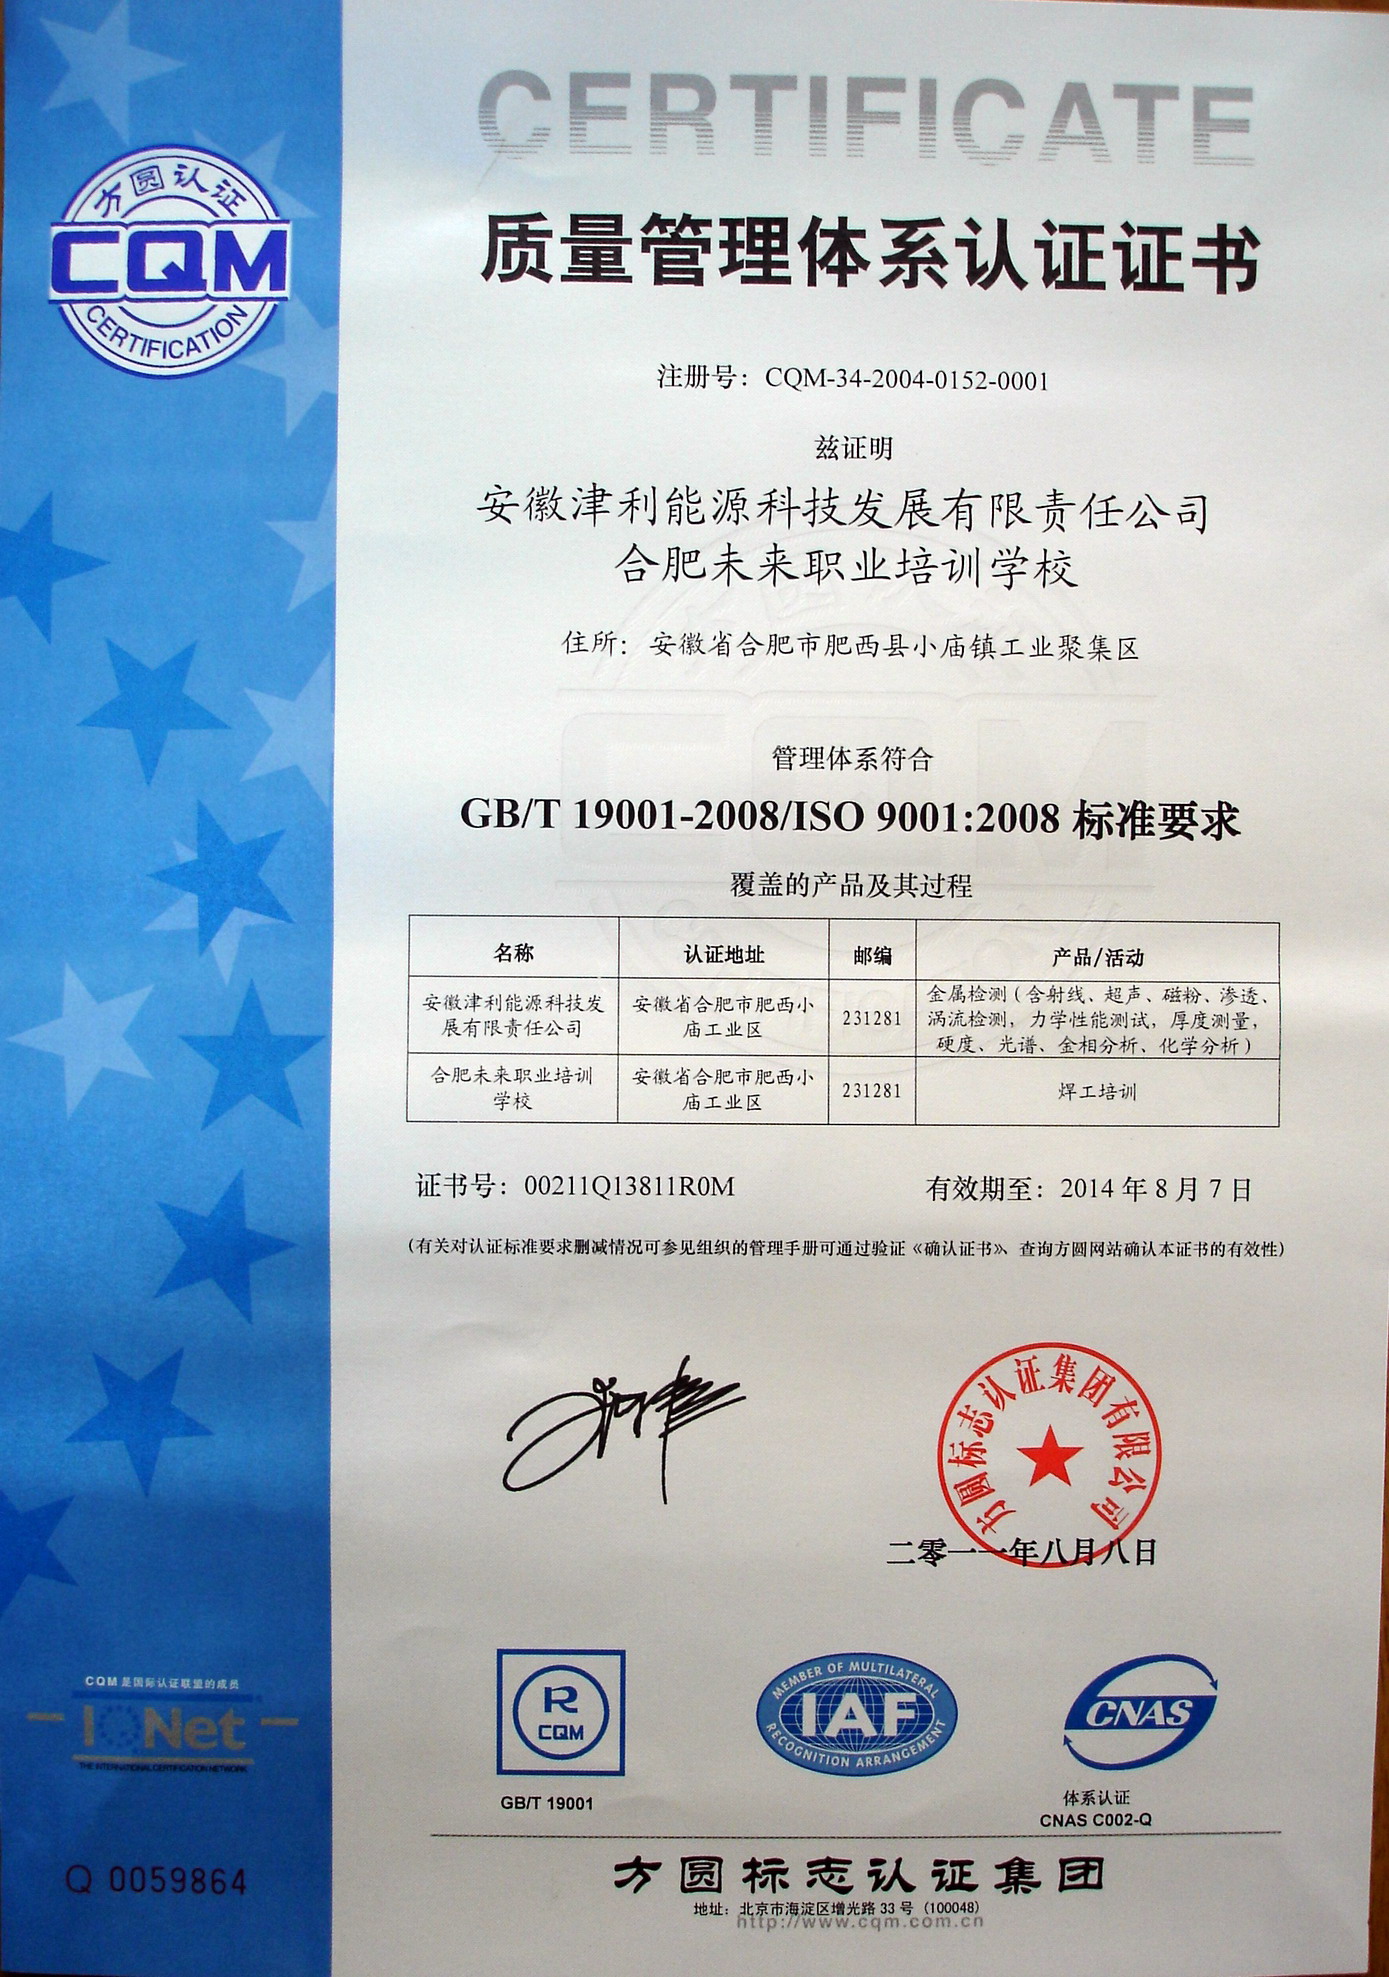 CERTIFICATE
方圆认证
CQM
CERTIFICATION
质量管理体系认证证书
注册号：CQM-34-2004-0152-0001
兹证明
安徽津利能源科技发展有限责任公司
合肥未来职业培训学校
住所：安徽省合肥市肥西县小庙镇工业聚集区
管理体系符合
GB/T 19001-2008/ISO 9001:2008 标准要求
覆盖的产品及其过程
名称 认证地址 邮编 产品/活动
安徽津利能源科技发展有限责任公司 安徽省合肥市肥西小庙工业区 231281 金属检测（含射线、超声、磁粉、渗透、涡流检测，力学性能测试，厚度测量，硬度、光谱、金相分析、化学分析）
合肥未来职业培训学校 安徽省合肥市肥西小庙工业区 231281 焊工培训
证书号：00211Q13811R0M 有效期至：2014 年 8 月 7 日
(有关对认证标准要求删减情况可参见组织的管理手册可通过验证《确认证书》、查询方圆网站确认本证书的有效性)
方圆标志认证集团有限公司
二零一一年八月八日
CQM 是国际认证联盟的成员
IQNet
THE INTERNATIONAL CERTIFICATION NETWORK
R
CQM
GB/T 19001
MEMBER OF MULTILATERAL
IAF
RECOGNITION ARRANGEMENT
CNAS
体系认证
CNAS C002-Q
Q 0059864
方圆标志认证集团
地址：北京市海淀区增光路 33 号 (100048)
http://www.cqm.com.cn